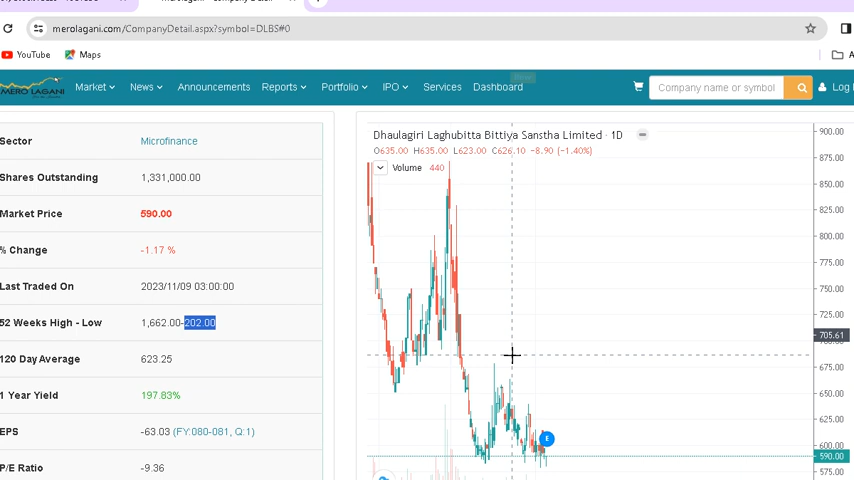 merolagani.com/CompanyDetail.aspx?symbol=DLBS#0
YouTube Maps
MERO LAGANI Market News Announcements Reports Portfolio IPO Services Dashboard Company name or symbol Log
Dhaulagiri Laghubitta Bittiya Sanstha Limited · 1D
O635.00 H635.00 L623.00 C626.10 -8.90 (-1.40%)
Volume 440
Sector Microfinance
Shares Outstanding 1,331,000.00
Market Price 590.00
% Change -1.17 %
Last Traded On 2023/11/09 03:00:00
52 Weeks High - Low 1,662.00-202.00
120 Day Average 623.25
1 Year Yield 197.83%
EPS -63.03 (FY:080-081, Q:1)
P/E Ratio -9.36
900.00
875.00
850.00
825.00
800.00
775.00
750.00
725.00
705.61
700.00
675.00
650.00
625.00
600.00
590.00
575.00
E